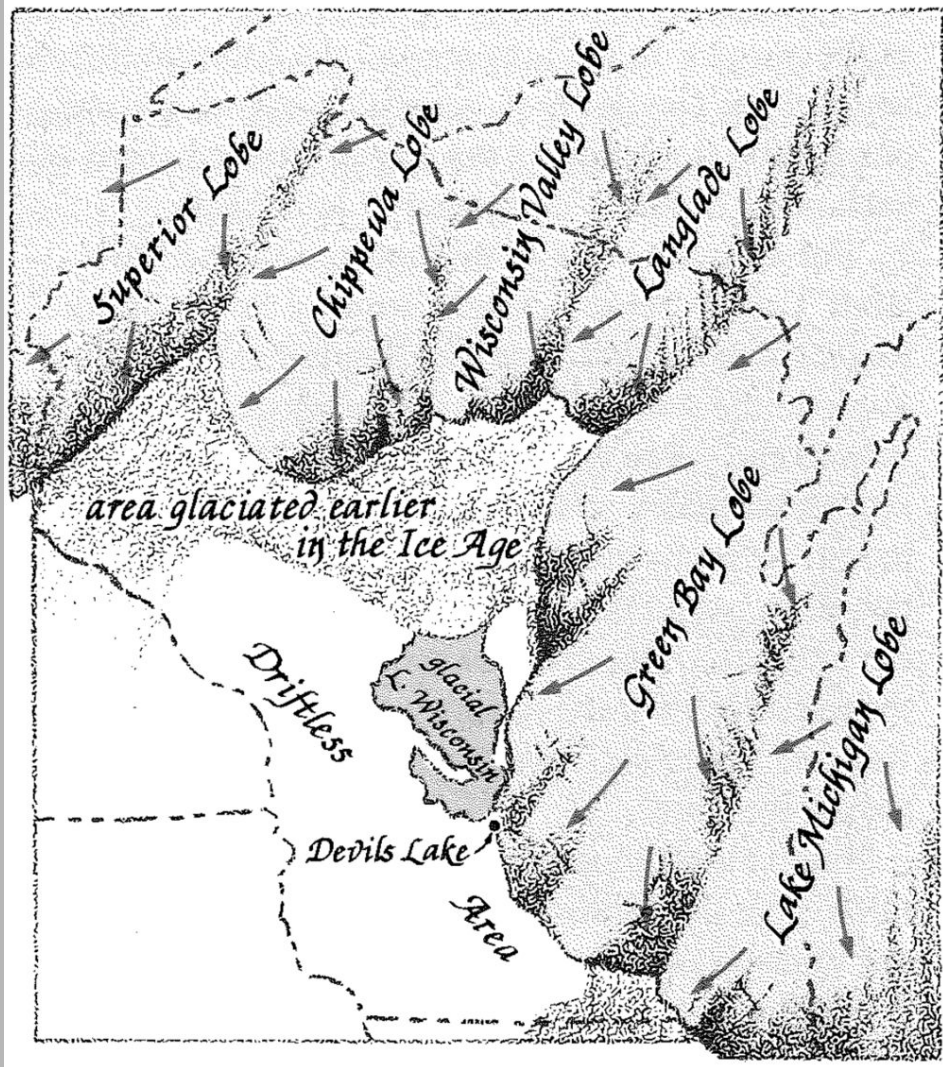 Superior Lobe
Chippewa Lobe
Wisconsin Valley Lobe
Langlade Lobe
area glaciated earlier
in the Ice Age
Green Bay Lobe
Lake Michigan Lobe
glacial
L. Wisconsin
Driftless
Devils Lake
Area